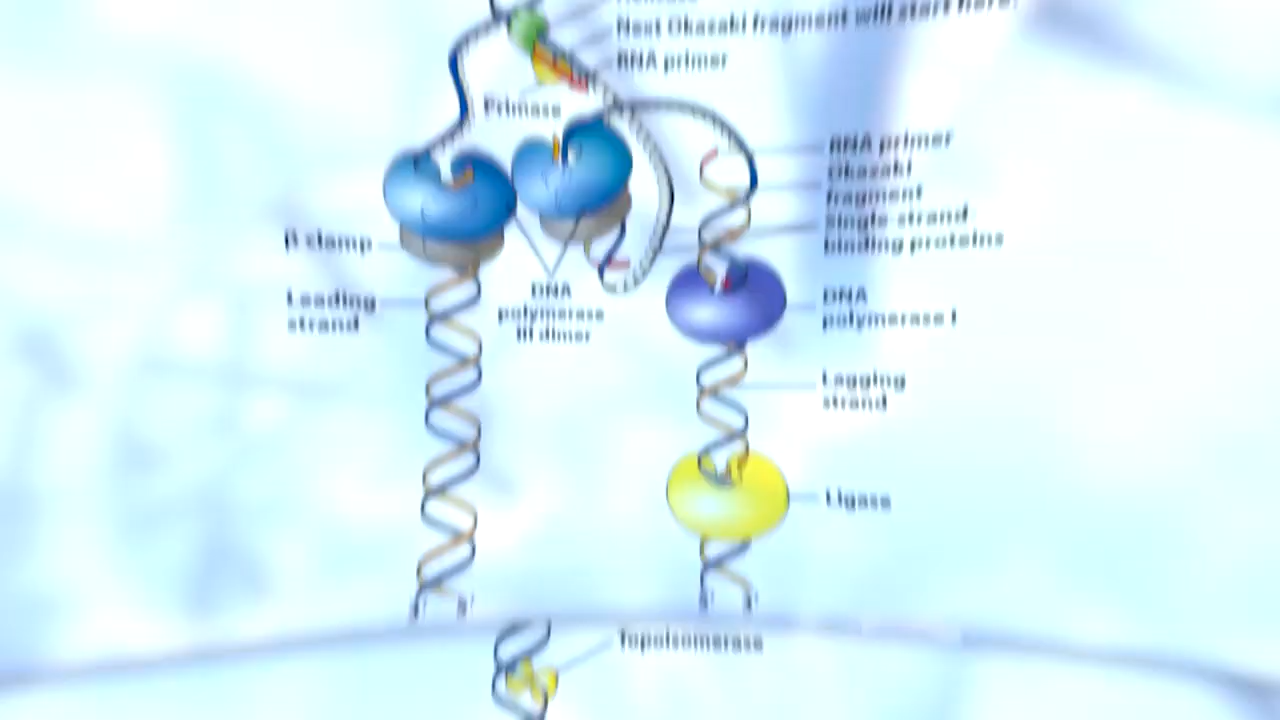 Next Okazaki fragment will start here
RNA primer
Primase
RNA primer
Okazaki
fragment
Single strand
binding proteins
β clamp
Leading
strand
DNA
polymerase
III dimer
DNA
polymerase I
Lagging
strand
Ligase
Topoisomerase